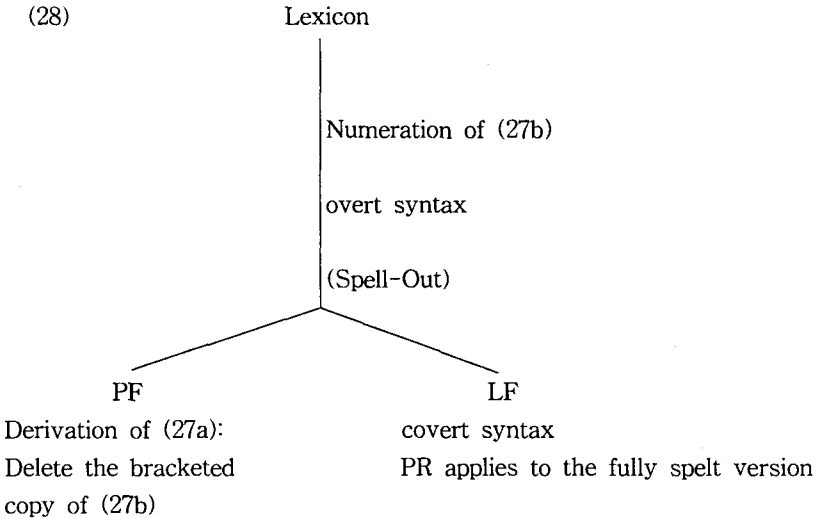 (28) Lexicon
Numeration of (27b)
overt syntax
(Spell-Out)
PF LF
Derivation of (27a): covert syntax
Delete the bracketed PR applies to the fully spelt version
copy of (27b)